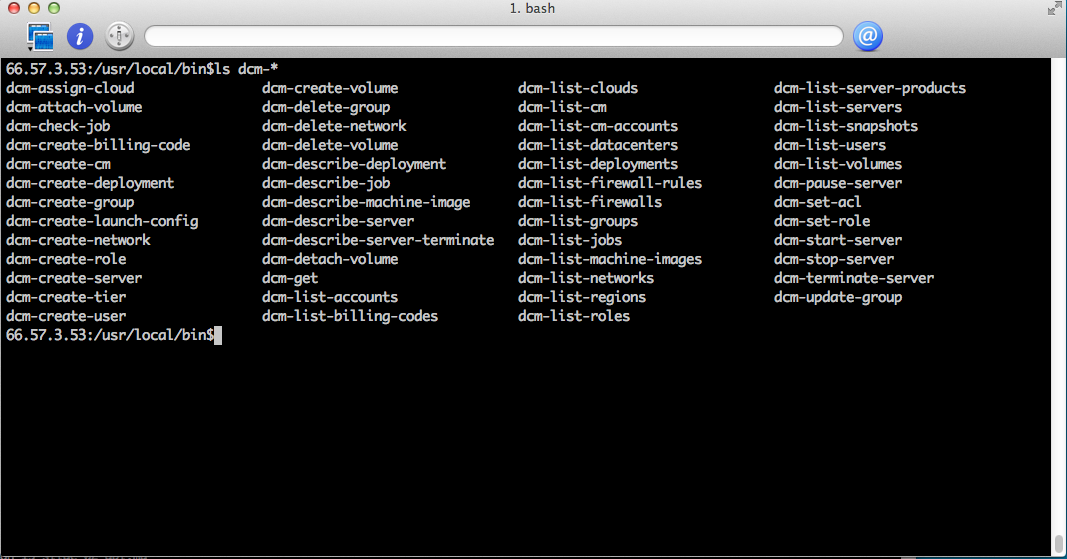 1. bash
66.57.3.53:/usr/local/bin$ls dcm-*
dcm-assign-cloud dcm-create-volume dcm-list-clouds dcm-list-server-products
dcm-attach-volume dcm-delete-group dcm-list-cm dcm-list-servers
dcm-check-job dcm-delete-network dcm-list-cm-accounts dcm-list-snapshots
dcm-create-billing-code dcm-delete-volume dcm-list-datacenters dcm-list-users
dcm-create-cm dcm-describe-deployment dcm-list-deployments dcm-list-volumes
dcm-create-deployment dcm-describe-job dcm-list-firewall-rules dcm-pause-server
dcm-create-group dcm-describe-machine-image dcm-list-firewalls dcm-set-acl
dcm-create-launch-config dcm-describe-server dcm-list-groups dcm-set-role
dcm-create-network dcm-describe-server-terminate dcm-list-jobs dcm-start-server
dcm-create-role dcm-detach-volume dcm-list-machine-images dcm-stop-server
dcm-create-server dcm-get dcm-list-networks dcm-terminate-server
dcm-create-tier dcm-list-accounts dcm-list-regions dcm-update-group
dcm-create-user dcm-list-billing-codes dcm-list-roles
66.57.3.53:/usr/local/bin$